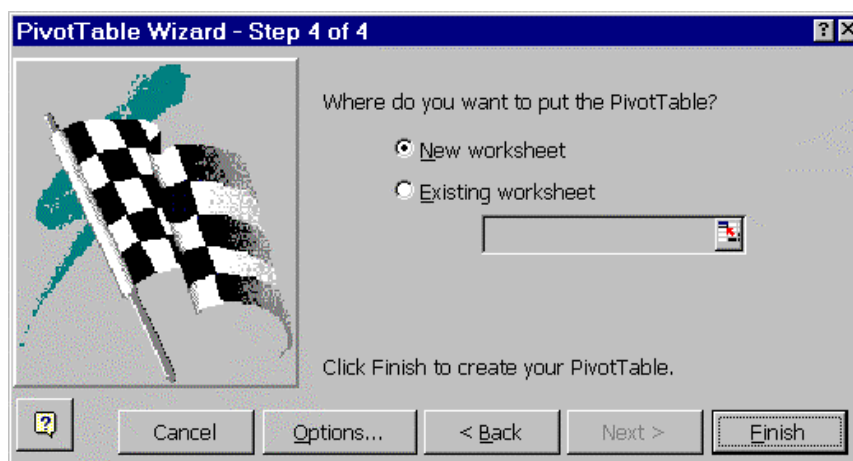 PivotTable Wizard - Step 4 of 4
Where do you want to put the PivotTable?
New worksheet
Existing worksheet
Click Finish to create your PivotTable.
Cancel
Options...
< Back
Next >
Finish